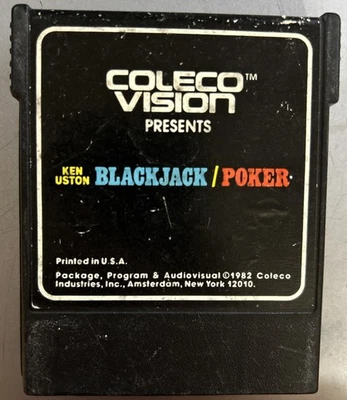 COLECO™
VISION
PRESENTS
KEN
USTON BLACKJACK / POKER
Printed in U.S.A.
Package, Program & Audiovisual ©1982 Coleco
Industries, Inc., Amsterdam, New York 12010.